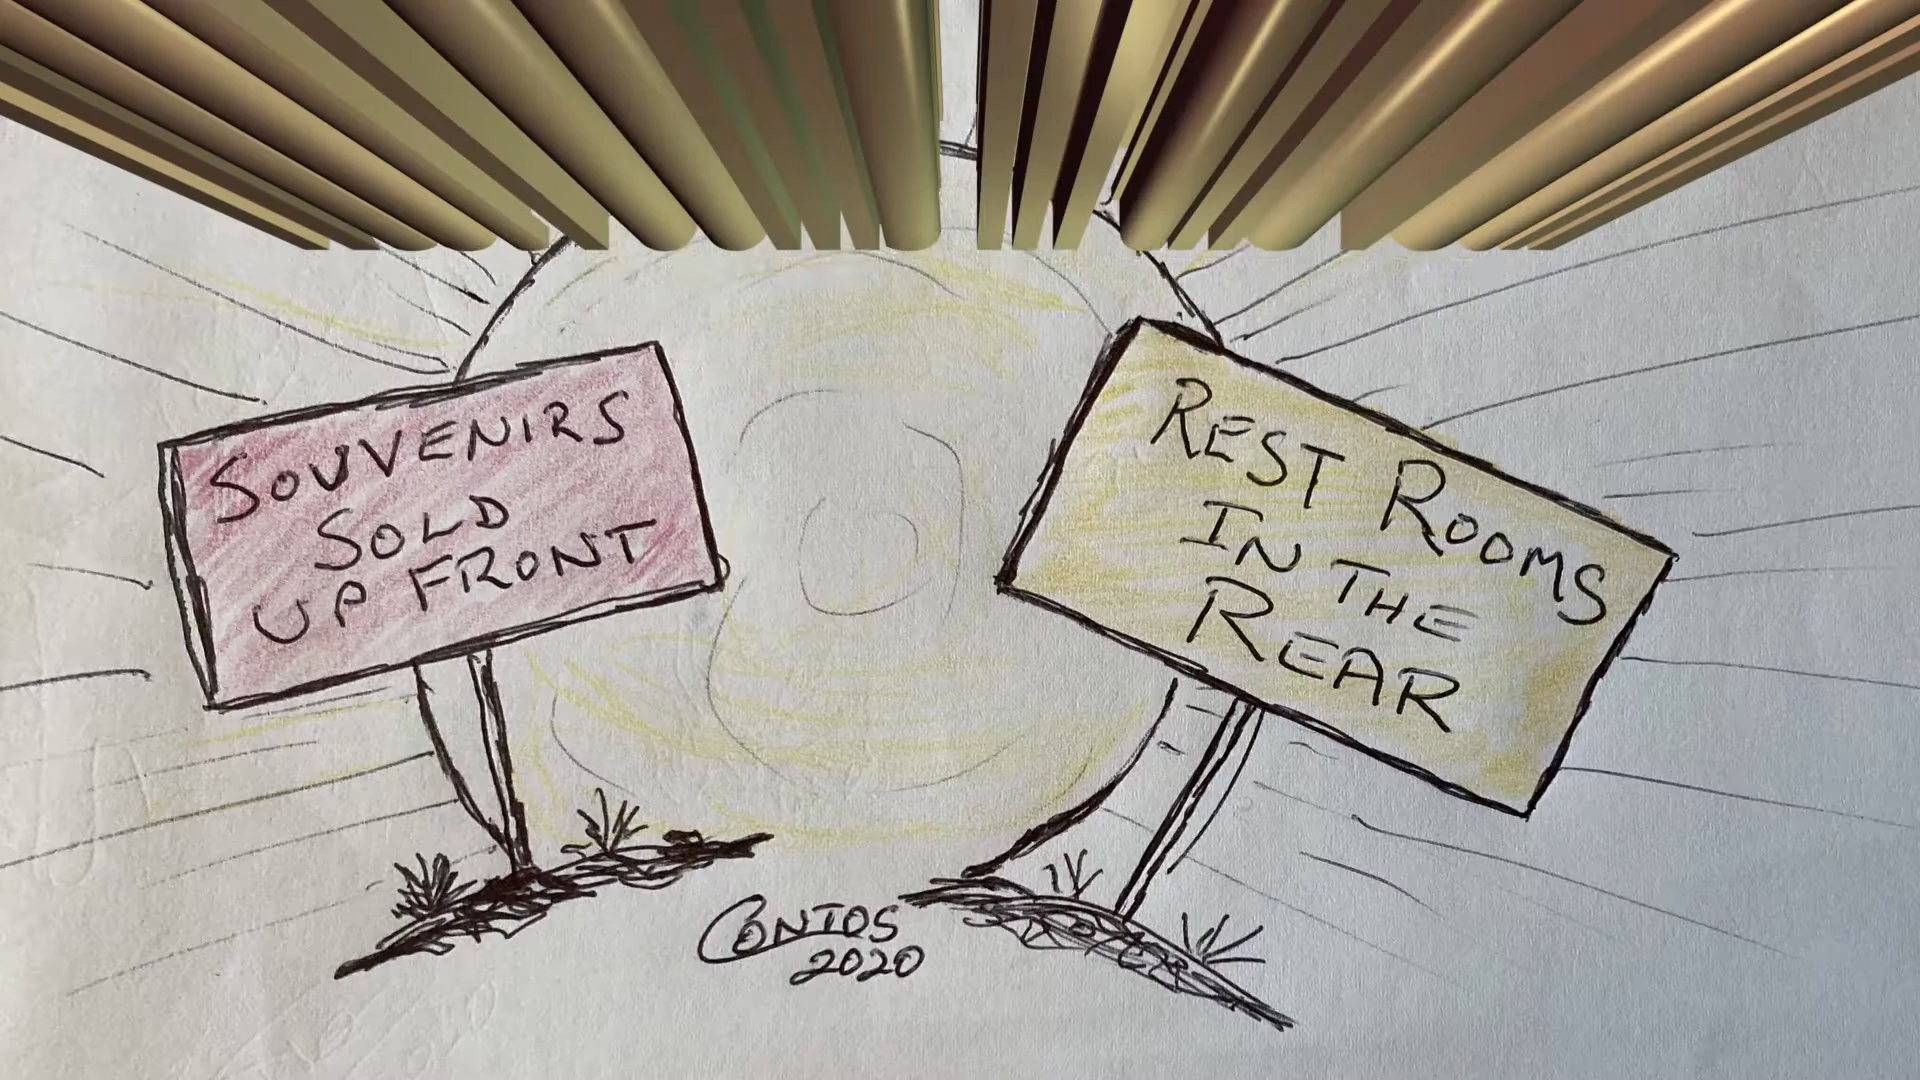 SOUVENIRS
SOLD
UP FRONT
REST ROOMS
IN THE
REAR
CONTOS
2020